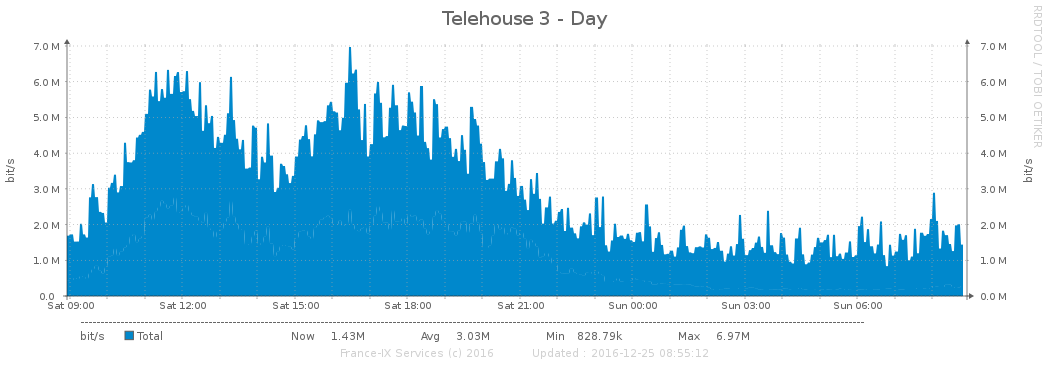 Telehouse 3 - Day
RRDTOOL / TOBI OETIKER
7.0 M 7.0 M
6.0 M 6.0 M
5.0 M 5.0 M
4.0 M 4.0 M
3.0 M 3.0 M
2.0 M 2.0 M
1.0 M 1.0 M
0.0 0.0 M
bit/s bit/s
Sat 09:00 Sat 12:00 Sat 15:00 Sat 18:00 Sat 21:00 Sun 00:00 Sun 03:00 Sun 06:00
bit/s Total Now 1.43M Avg 3.03M Min 828.79k Max 6.97M
France-IX Services (c) 2016 Updated : 2016-12-25 08:55:12